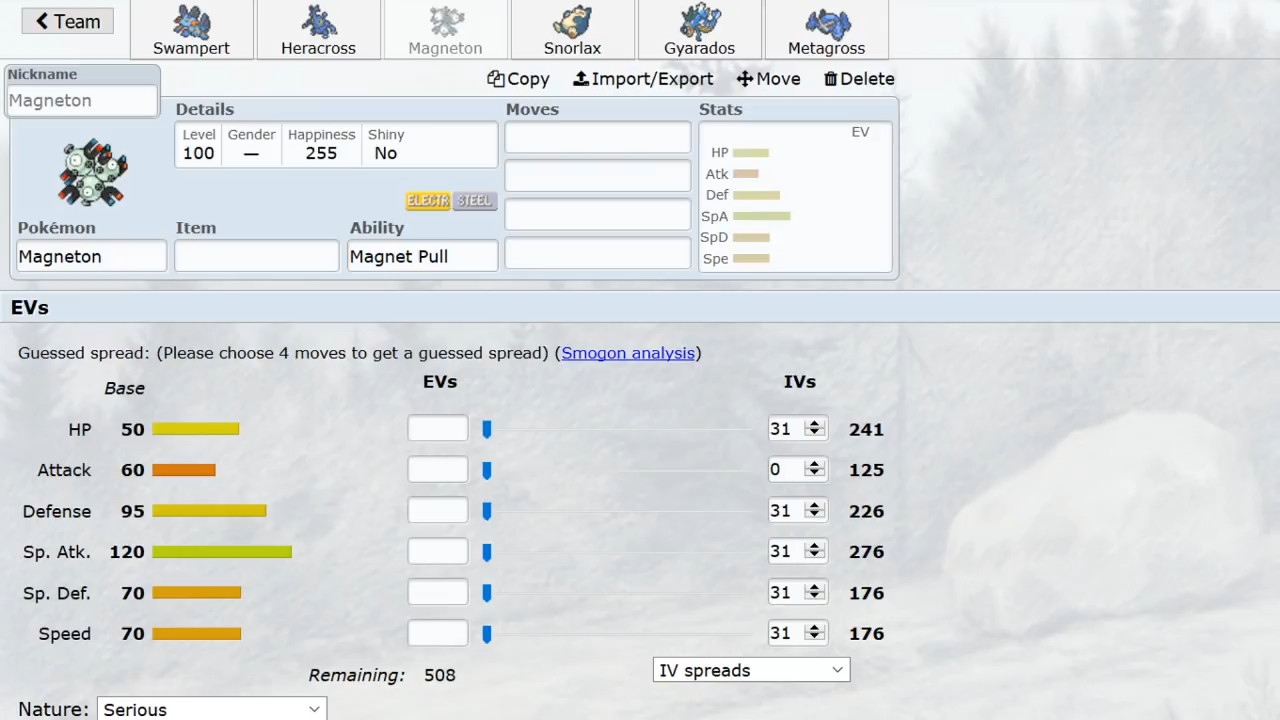 Team
Swampert
Heracross
Magneton
Snorlax
Gyarados
Metagross
Copy Import/Export Move Delete
Nickname
Magneton
Details
Level Gender Happiness Shiny
100 — 255 No
ELECTR STEEL
Pokémon Item Ability
Magneton Magnet Pull
Moves
Stats
EV
HP
Atk
Def
SpA
SpD
Spe
EVs
Guessed spread: (Please choose 4 moves to get a guessed spread) (Smogon analysis)
Base EVs IVs
HP 50 31 241
Attack 60 0 125
Defense 95 31 226
Sp. Atk. 120 31 276
Sp. Def. 70 31 176
Speed 70 31 176
Remaining: 508 IV spreads
Nature: Serious